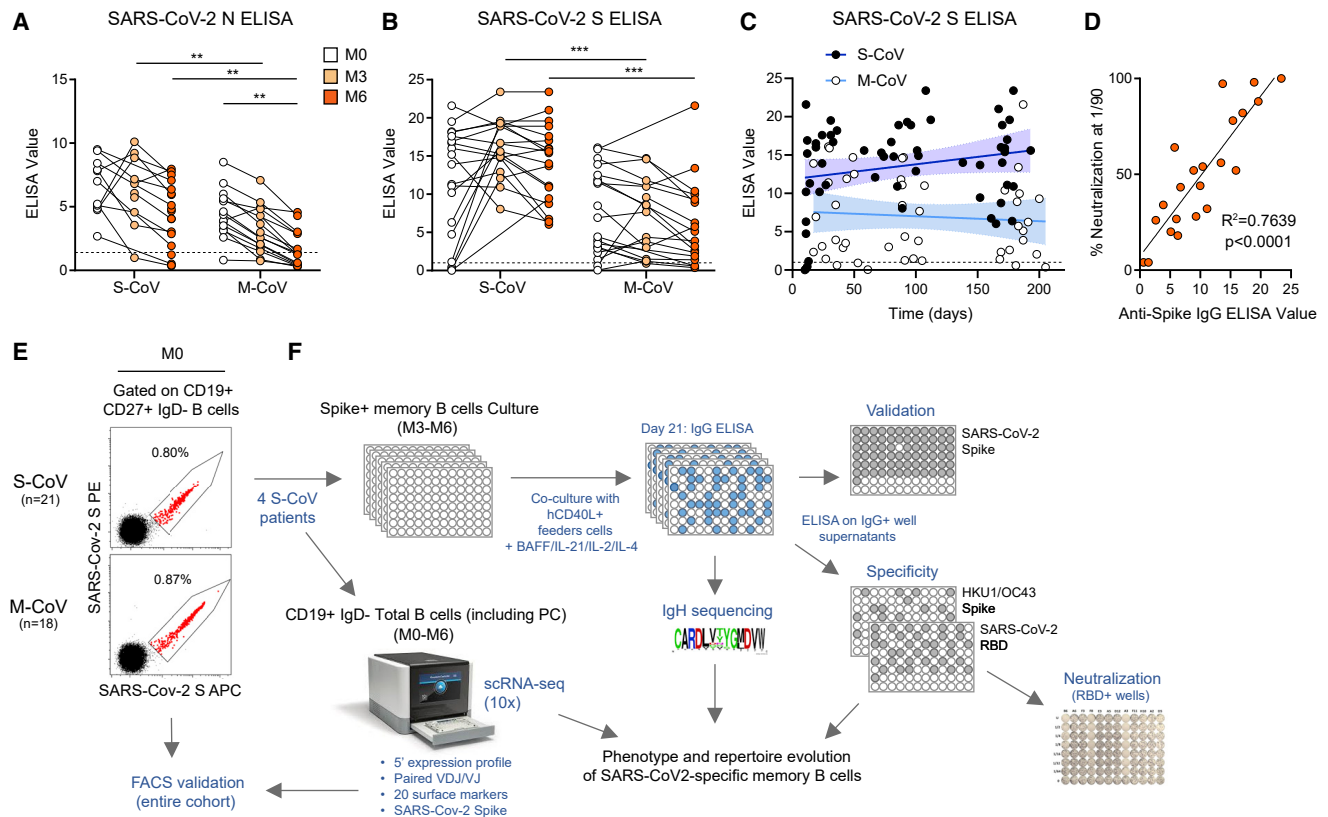 A
SARS-CoV-2 N ELISA
**
**
**
ELISA Value
15
10
5
0
S-CoV
M-CoV
M0
M3
M6
B
SARS-CoV-2 S ELISA
***
***
ELISA Value
25
20
15
10
5
0
S-CoV
M-CoV
C
SARS-CoV-2 S ELISA
S-CoV
M-CoV
ELISA Value
25
20
15
10
5
0
0
50
100
150
200
Time (days)
D
% Neutralization at 1/90
100
50
0
R2=0.7639
p<0.0001
0
5
10
15
20
25
Anti-Spike IgG ELISA Value
E
M0
Gated on CD19+
CD27+ IgD- B cells
S-CoV
(n=21)
0.80%
M-CoV
(n=18)
0.87%
SARS-Cov-2 S PE
SARS-Cov-2 S APC
FACS validation
(entire cohort)
F
4 S-CoV
patients
Spike+ memory B cells Culture
(M3-M6)
Co-culture with
hCD40L+
feeders cells
+ BAFF/IL-21/IL-2/IL-4
Day 21: IgG ELISA
Validation
SARS-CoV-2
Spike
ELISA on IgG+ well
supernatants
Specificity
HKU1/OC43
Spike
SARS-CoV-2
RBD
Neutralization
(RBD+ wells)
IgH sequencing
CD19+ IgD- Total B cells (including PC)
(M0-M6)
scRNA-seq
(10x)
• 5' expression profile
• Paired VDJ/VJ
• 20 surface markers
• SARS-Cov-2 Spike
Phenotype and repertoire evolution
of SARS-CoV2-specific memory B cells